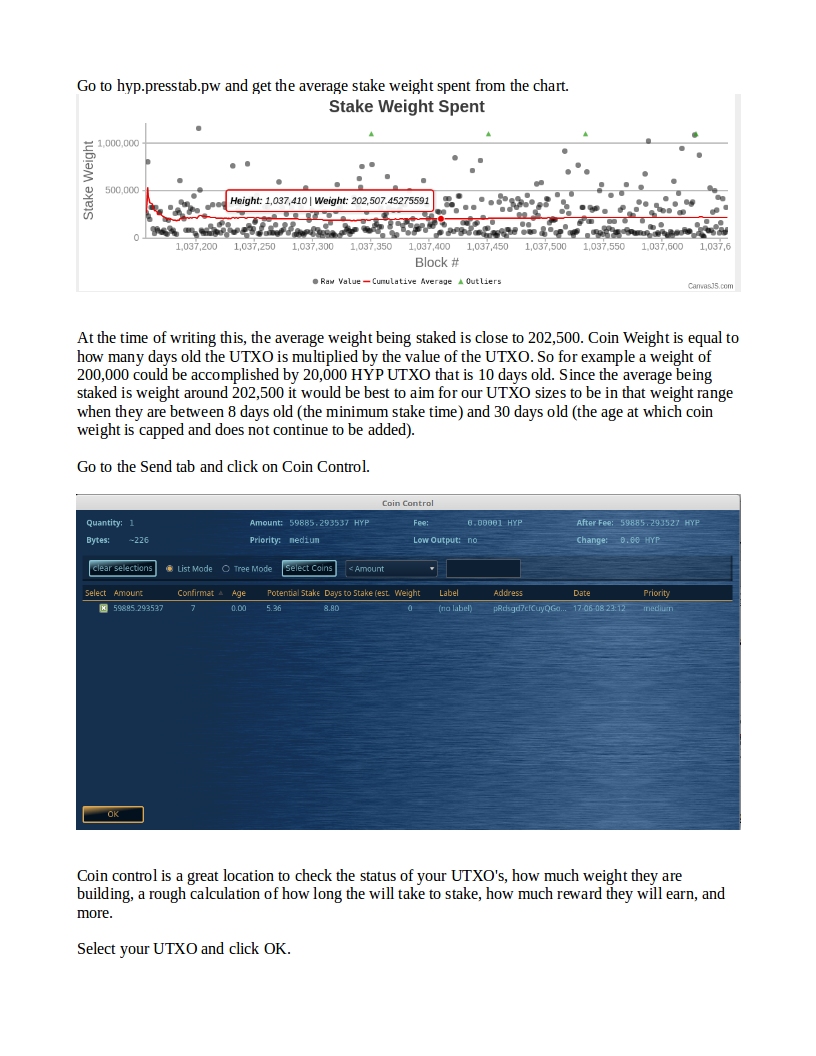 Go to hyp.presstab.pw and get the average stake weight spent from the chart.
Stake Weight Spent
Stake Weight
1,000,000
500,000
0
Height: 1,037,410 | Weight: 202,507.45275591
1,037,200 1,037,250 1,037,300 1,037,350 1,037,400 1,037,450 1,037,500 1,037,550 1,037,600 1,037,6
Block #
Raw Value Cumulative Average Outliers
CanvasJS.com
At the time of writing this, the average weight being staked is close to 202,500. Coin Weight is equal to
how many days old the UTXO is multiplied by the value of the UTXO. So for example a weight of
200,000 could be accomplished by 20,000 HYP UTXO that is 10 days old. Since the average being
staked is weight around 202,500 it would be best to aim for our UTXO sizes to be in that weight range
when they are between 8 days old (the minimum stake time) and 30 days old (the age at which coin
weight is capped and does not continue to be added).
Go to the Send tab and click on Coin Control.
Coin Control
Quantity: 1 Amount: 59885.293537 HYP Fee: 0.00001 HYP After Fee: 59885.293527 HYP
Bytes: ~226 Priority: medium Low Output: no Change: 0.00 HYP
clear selections List Mode Tree Mode Select Coins < Amount
Select Amount Confirmat Age Potential Stake Days to Stake (est. Weight Label Address Date Priority
59885.293537 7 0.00 5.36 8.80 0 (no label) pRdsgd7cfCuyQGo... 17-06-08 23:12 medium
OK
Coin control is a great location to check the status of your UTXO's, how much weight they are
building, a rough calculation of how long the will take to stake, how much reward they will earn, and
more.
Select your UTXO and click OK.